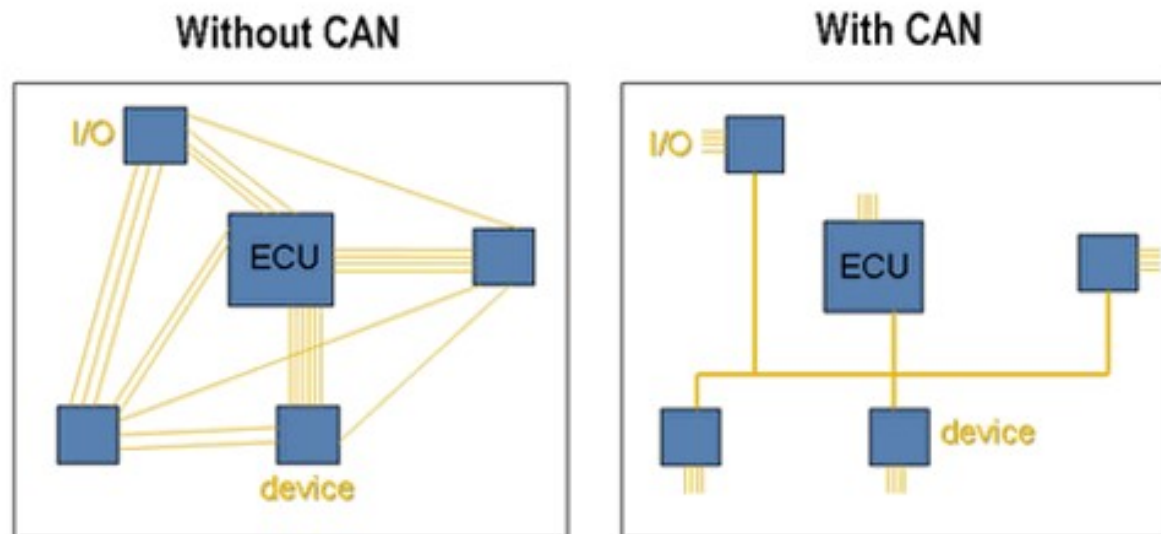 Without CAN
With CAN
I/O
ECU
device
I/O
ECU
device